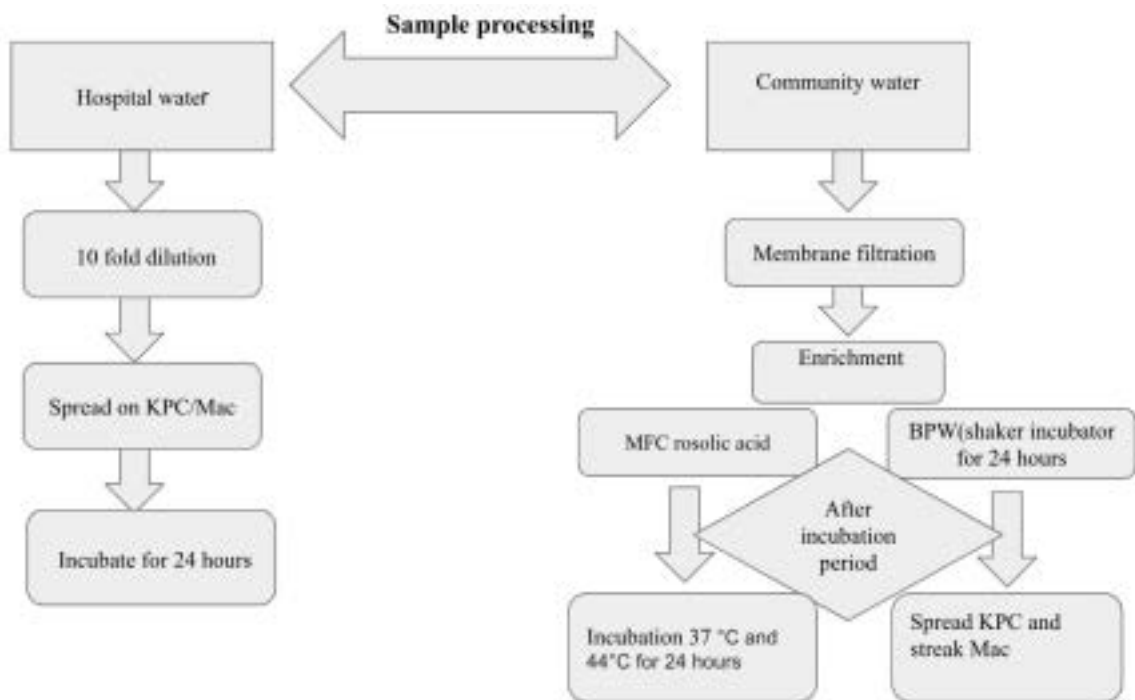 Sample processing
Hospital water
Community water
10 fold dilution
Membrane filtration
Enrichment
Spread on KPC/Mac
MFC rosolic acid
BPW(shaker incubator
for 24 hours
After
incubation
period
Incubate for 24 hours
Incubation 37 °C and
44°C for 24 hours
Spread KPC and
streak Mac